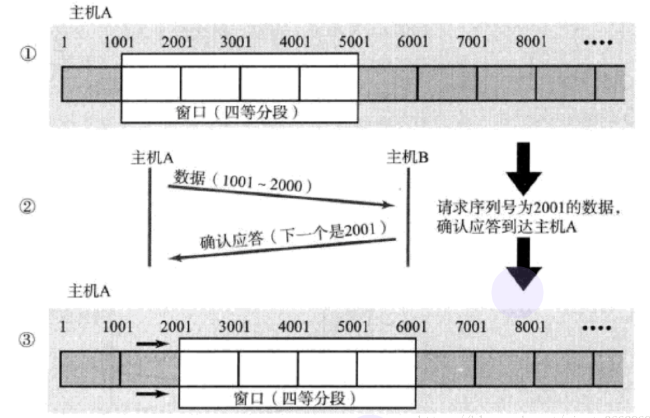 主机A
① 1 1001 2001 3001 4001 5001 6001 7001 8001 ••••
窗口（四等分段）
主机A 主机B
② 数据（1001～2000）
请求序列号为2001的数据，
确认应答到达主机A
确认应答（下一个是2001）
主机A
③ 1 1001 2001 3001 4001 5001 6001 7001 8001 ••••
窗口（四等分段）